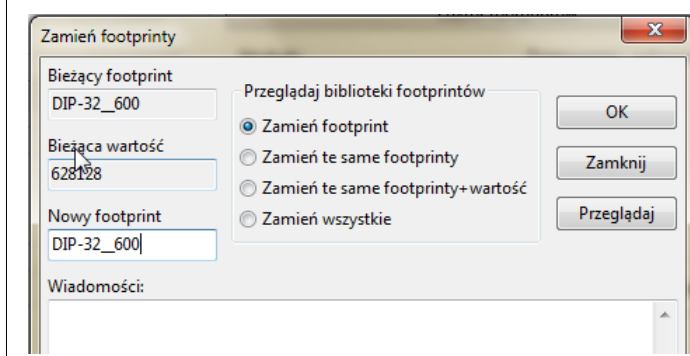 Zamień footprinty
Bieżący footprint
DIP-32__600
Bieżąca wartość
628128
Nowy footprint
DIP-32__600
Przeglądaj biblioteki footprintów
Zamień footprint
Zamień te same footprinty
Zamień te same footprinty+wartość
Zamień wszystkie
OK
Zamknij
Przeglądaj
Wiadomości: